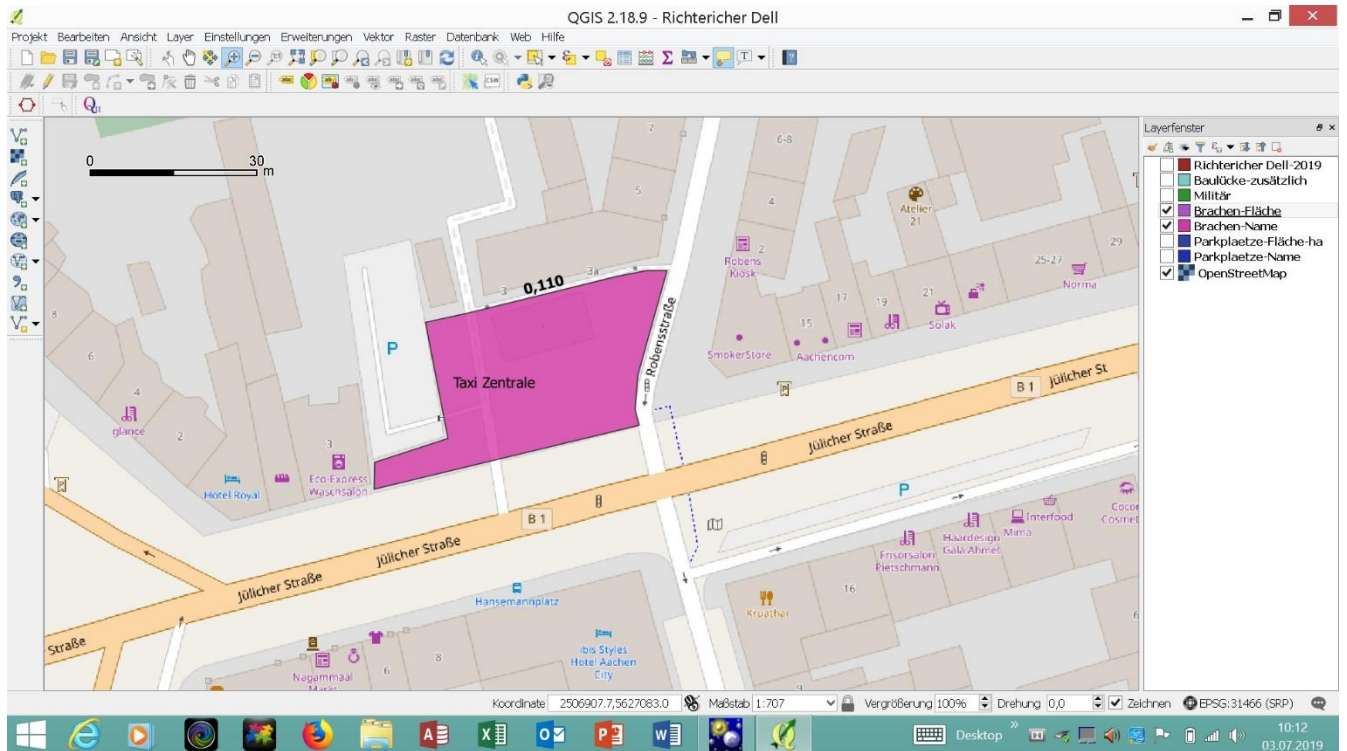 QGIS 2.18.9 - Richtericher Dell
Projekt Bearbeiten Ansicht Layer Einstellungen Erweiterungen Vektor Raster Datenbank Web Hilfe
CSW
Layerfenster
Richtericher Dell-2019
Baulücke-zusätzlich
Militär
Brachen-Fläche
Brachen-Name
Parkplaetze-Fläche-ha
Parkplaetze-Name
OpenStreetMap
0 30
m
7
6-8
5
4
Atelier
21
2
Robens
Kiosk
29
25-27
Norma
3a
3
0,110
17
19
21
Solak
15
SmokerStore
Aachencom
Robensstraße
8
6
4
glance
2
P
Taxi Zentrale
B 1
Jülicher St
Jülicher Straße
3
Eco-Express
Waschsalon
Hotel Royal
P
B 1
Jülicher Straße
Jülicher Straße
Straße
Hansemannplatz
Interfood
Mima
Haardesign
Gala Ahmet
Frisörsalon
Pietschmann
16
Kruathai
6
8
6
Nagammaal
Markt
ibis Styles
Hotel Aachen
City
Koordinate 2506907.7,5627083.0 Maßstab 1:707 Vergrößerung 100% Drehung 0,0 Zeichnen EPSG:31466 (SRP)
Desktop
10:12
03.07.2019